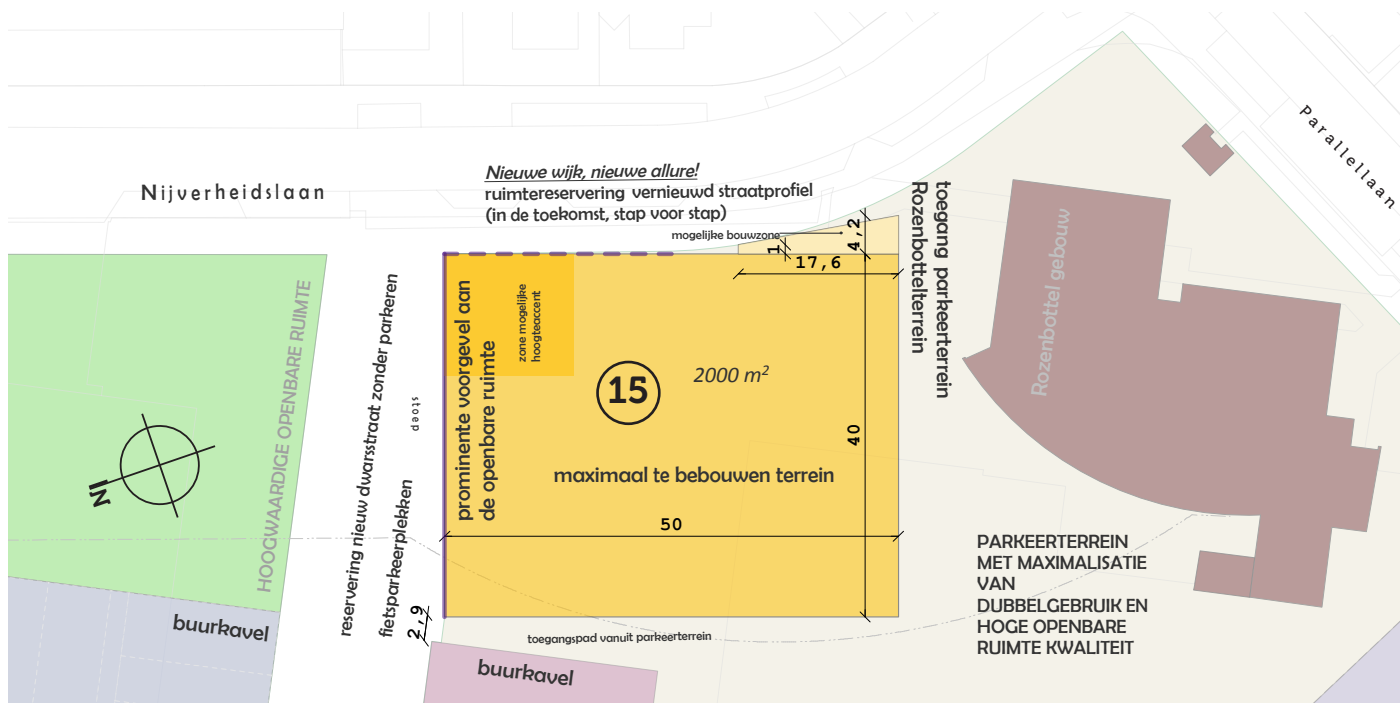 Parallellaan
Nijverheidslaan
Nieuwe wijk, nieuwe allure!
ruimtereservering vernieuwd straatprofiel
(in de toekomst, stap voor stap)
mogelijke bouwzone
1
4,2
17,6
toegang parkeerterrein
Rozenbottelterrein
Rozenbottel gebouw
HOOGWAARDIGE OPENBARE RUIMTE
reservering nieuw dwarsstraat zonder parkeren
fietsparkeerplekken
stoep
prominente voorgevel aan
de openbare ruimte
zone mogelijke
hoogteaccent
15
2000 m²
40
maximaal te bebouwen terrein
50
N
PARKEERTERREIN
MET MAXIMALISATIE
VAN
DUBBELGEBRUIK EN
HOGE OPENBARE
RUIMTE KWALITEIT
2,9
toegangspad vanuit parkeerterrein
buurkavel
buurkavel